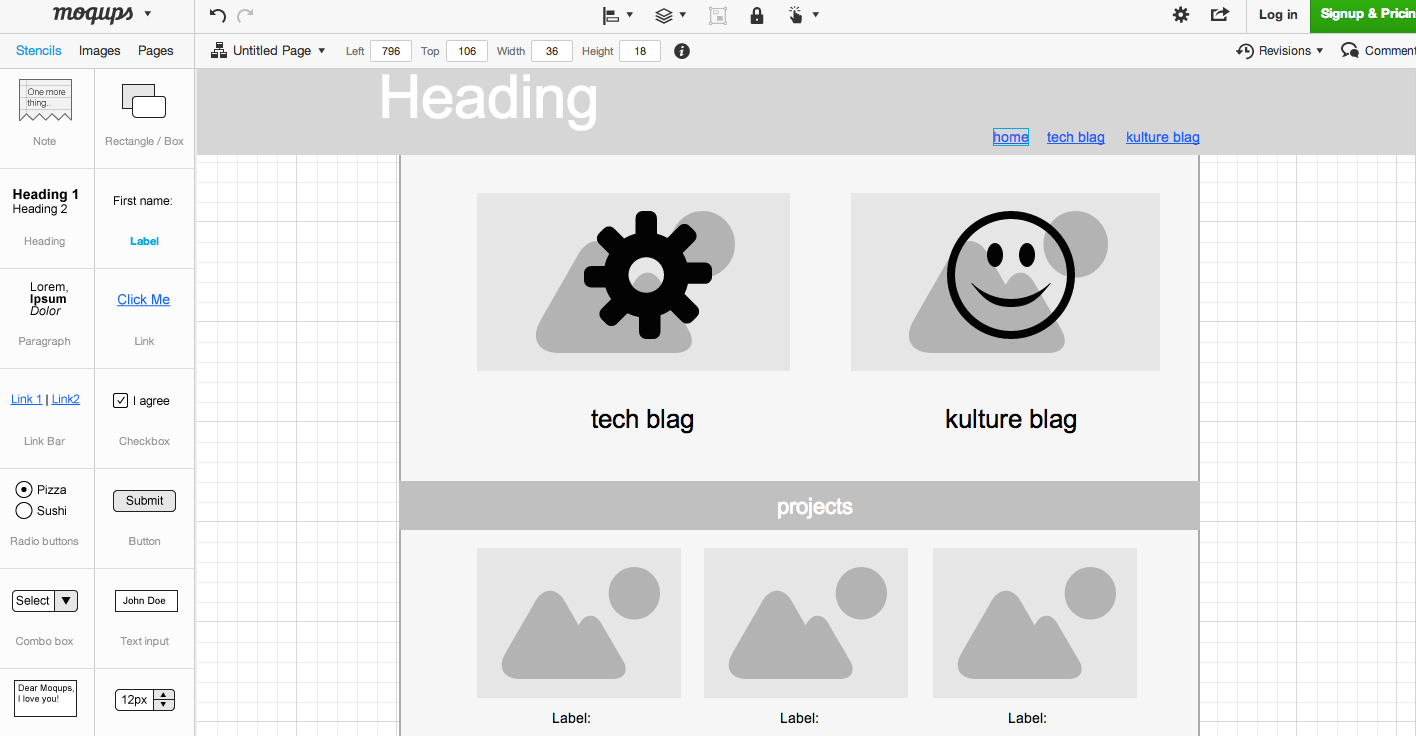 moqups
Log in
Signup & Pricin
Stencils Images Pages
Untitled Page Left 796 Top 106 Width 36 Height 18 i
Revisions Comment
One more
thing..
Note
Rectangle / Box
Heading 1
Heading 2
Heading
First name:
Label
Lorem,
Ipsum
Dolor
Paragraph
Click Me
Link
Link 1 | Link2
Link Bar
I agree
Checkbox
Pizza
Sushi
Radio buttons
Submit
Button
Select
Combo box
John Doe
Text input
Dear Moqups,
I love you!
12px
Heading
home tech blag kulture blag
tech blag kulture blag
projects
Label: Label: Label: